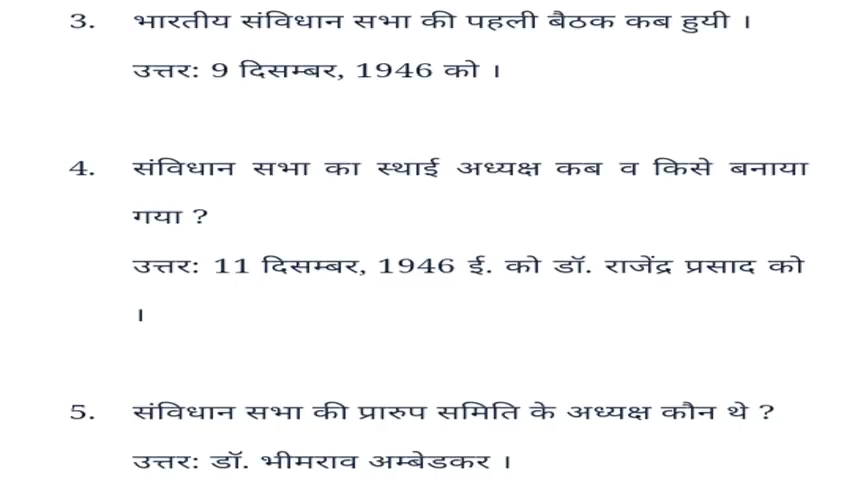 3. भारतीय संविधान सभा की पहली बैठक कब हुयी ।
उत्तर: 9 दिसम्बर, 1946 को ।
4. संविधान सभा का स्थाई अध्यक्ष कब व किसे बनाया
गया ?
उत्तर: 11 दिसम्बर, 1946 ई. को डॉ. राजेंद्र प्रसाद को
।
5. संविधान सभा की प्रारुप समिति के अध्यक्ष कौन थे ?
उत्तर: डॉ. भीमराव अम्बेडकर ।